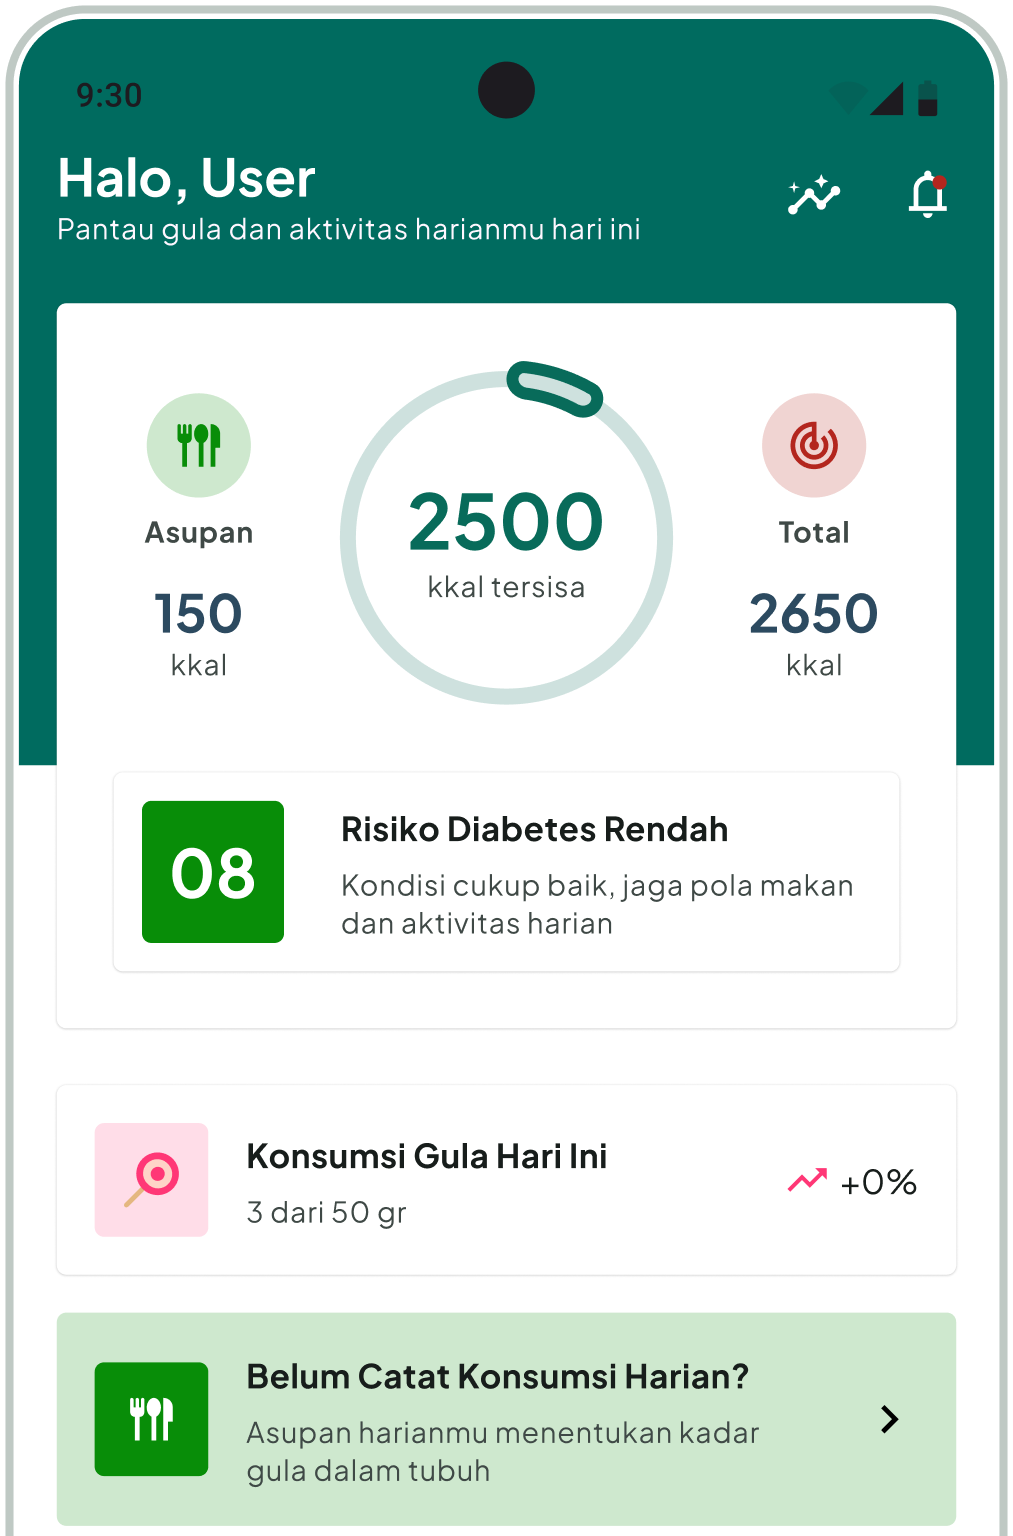 9:30
Halo, User
Pantau gula dan aktivitas harianmu hari ini
Asupan
150
kkal
2500
kkal tersisa
Total
2650
kkal
08
Risiko Diabetes Rendah
Kondisi cukup baik, jaga pola makan
dan aktivitas harian
Konsumsi Gula Hari Ini
3 dari 50 gr
+0%
Belum Catat Konsumsi Harian?
Asupan harianmu menentukan kadar
gula dalam tubuh